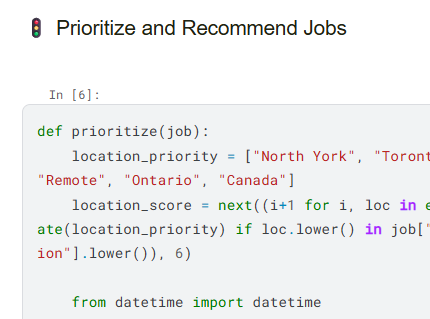 🚦 Prioritize and Recommend Jobs
In [6]:
def prioritize(job):
    location_priority = ["North York", "Toront
"Remote", "Ontario", "Canada"]
    location_score = next((i+1 for i, loc in e
ate(location_priority) if loc.lower() in job["
ion"].lower()), 6)
    from datetime import datetime